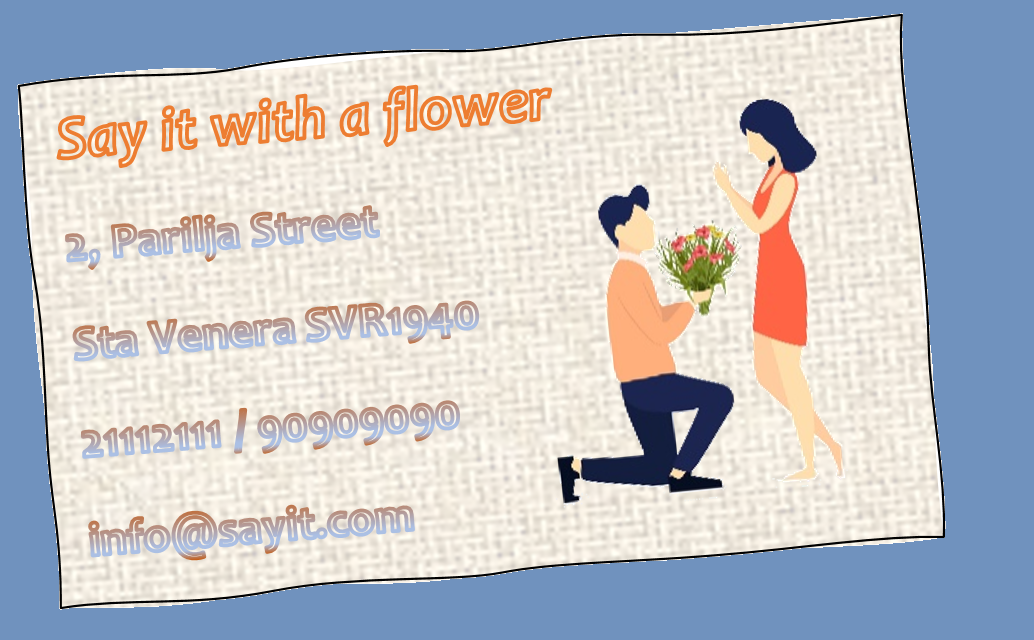 Say it with a flower
2, Parilja Street
Sta Venera SVR1940
21112111 / 90909090
info@sayit.com